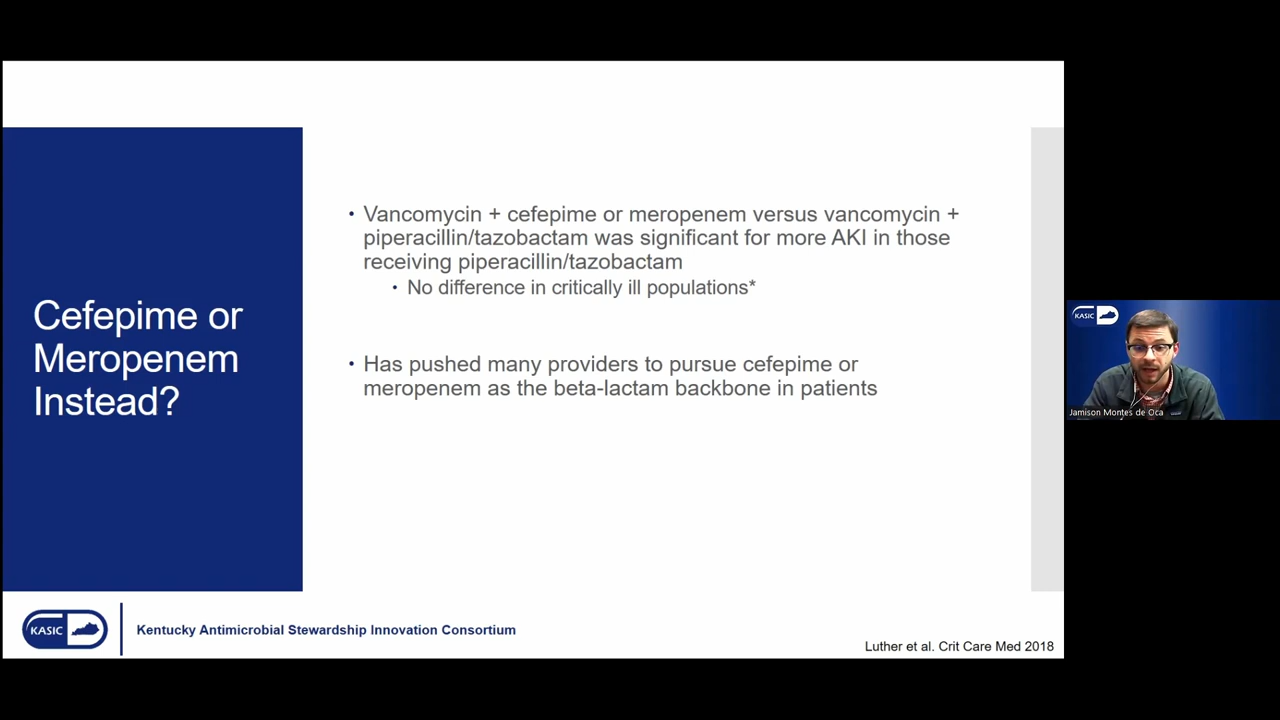 Cefepime or
Meropenem
Instead?
• Vancomycin + cefepime or meropenem versus vancomycin +
piperacillin/tazobactam was significant for more AKI in those
receiving piperacillin/tazobactam
• No difference in critically ill populations*
• Has pushed many providers to pursue cefepime or
meropenem as the beta-lactam backbone in patients
KASIC
Kentucky Antimicrobial Stewardship Innovation Consortium
Luther et al. Crit Care Med 2018
KASIC
Jamison Montes de Oca